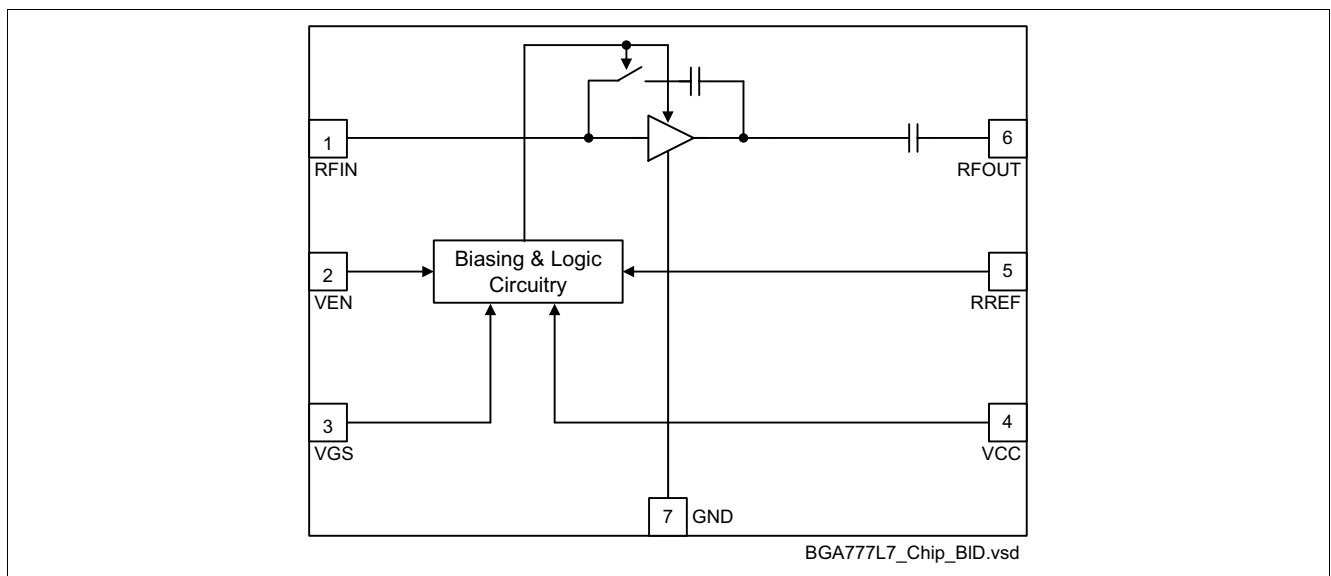 1
RFIN
6
RFOUT
2
VEN
Biasing & Logic
Circuitry
5
RREF
3
VGS
4
VCC
7
GND
BGA777L7_Chip_BID.vsd